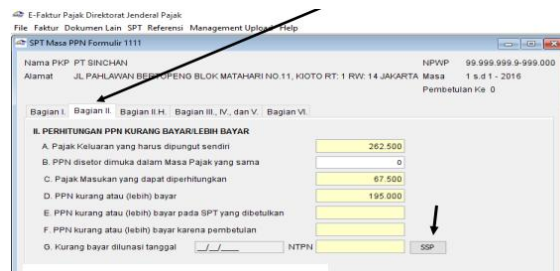 E-Faktur Pajak Direktorat Jenderal Pajak
File Faktur Dokumen Lain SPT Referensi Management Upload Help
SPT Masa PPN Formulir 1111
Nama PKP PT SINCHAN NPWP 99.999.999.9-999.000
Alamat JL PAHLAWAN BERTOPENG BLOK MATAHARI NO.11, KIOTO RT: 1 RW: 14 JAKARTA Masa 1 s.d 1 - 2016
Pembetulan Ke 0
Bagian I. Bagian II. Bagian II.H. Bagian III., IV., dan V. Bagian VI.
II. PERHITUNGAN PPN KURANG BAYAR/LEBIH BAYAR
A. Pajak Keluaran yang harus dipungut sendiri 262.500
B. PPN disetor dimuka dalam Masa Pajak yang sama 0
C. Pajak Masukan yang dapat diperhitungkan 67.500
D. PPN kurang atau (lebih) bayar 195.000
E. PPN kurang atau (lebih) bayar pada SPT yang dibetulkan
F. PPN kurang atau (lebih) bayar karena pembetulan
G. Kurang bayar dilunasi tanggal __/__/____ NTPN SSP